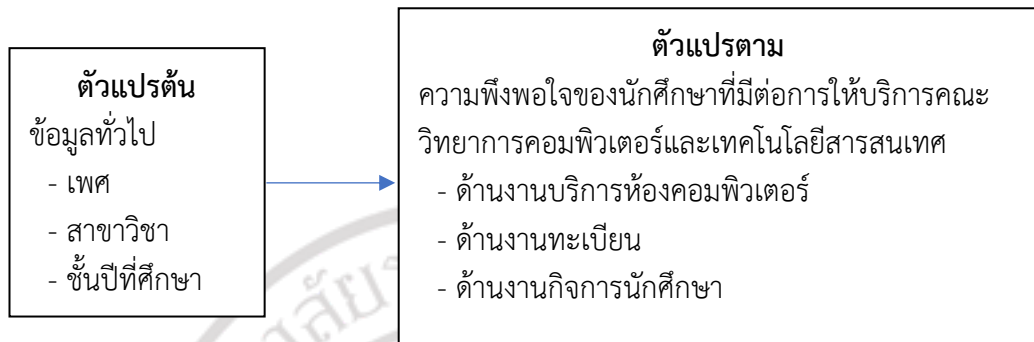 ตัวแปรต้น
ข้อมูลทั่วไป
- เพศ
- สาขาวิชา
- ชั้นปีที่ศึกษา
ตัวแปรตาม
ความพึงพอใจของนักศึกษาที่มีต่อการให้บริการคณะ
วิทยาการคอมพิวเตอร์และเทคโนโลยีสารสนเทศ
- ด้านงานบริการห้องคอมพิวเตอร์
- ด้านงานทะเบียน
- ด้านงานกิจการนักศึกษา